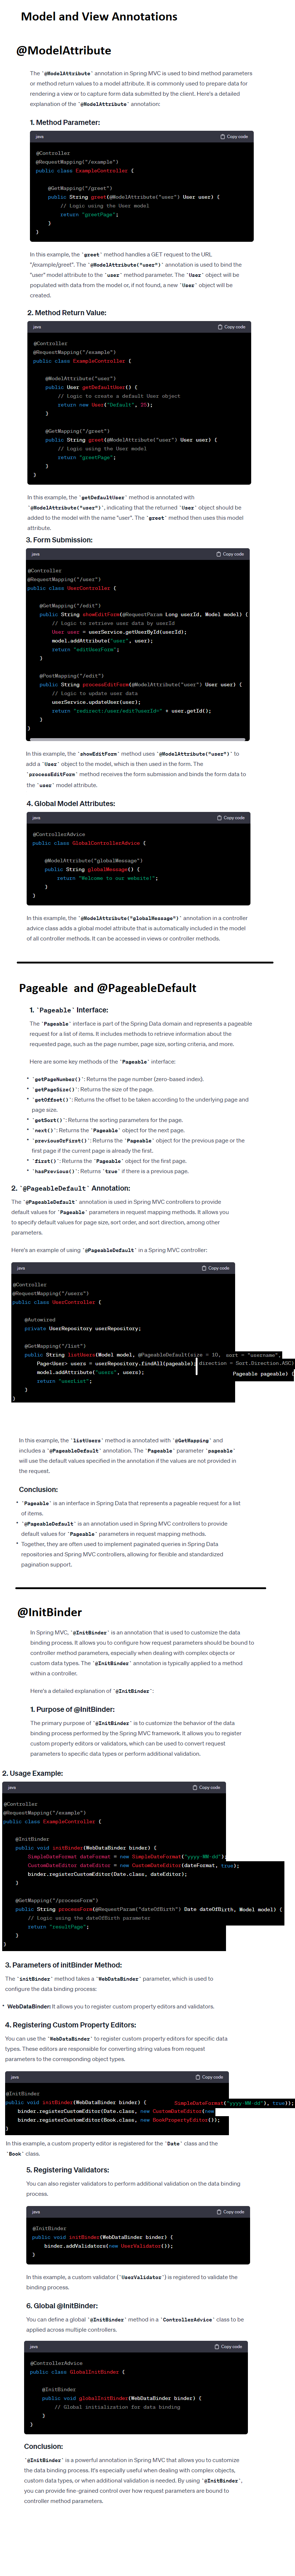 Model and View Annotations
@ModelAttribute
The `@ModelAttribute` annotation in Spring MVC is used to bind method parameters
or method return values to a model attribute. It is commonly used to prepare data for
rendering a view or to capture form data submitted by the client. Here's a detailed
explanation of the `@ModelAttribute` annotation:
1. Method Parameter:
java Copy code
@Controller
@RequestMapping("/example")
public class ExampleController {
@GetMapping("/greet")
public String greet(@ModelAttribute("user") User user) {
// Logic using the User model
return "greetPage";
}
}
In this example, the `greet` method handles a GET request to the URL
"/example/greet". The `@ModelAttribute("user")` annotation is used to bind the
"user" model attribute to the `user` method parameter. The `User` object will be
populated with data from the model or, if not found, a new `User` object will be
created.
2. Method Return Value:
java Copy code
@Controller
@RequestMapping("/example")
public class ExampleController {
@ModelAttribute("user")
public User getDefaultUser() {
// Logic to create a default User object
return new User("Default", 25);
}
@GetMapping("/greet")
public String greet(@ModelAttribute("user") User user) {
// Logic using the User model
return "greetPage";
}
}
In this example, the `getDefaultUser` method is annotated with
`@ModelAttribute("user")`, indicating that the returned `User` object should be
added to the model with the name "user". The `greet` method then uses this model
attribute.
3. Form Submission:
java Copy code
@Controller
@RequestMapping("/user")
public class UserController {
@GetMapping("/edit")
public String showEditForm(@RequestParam Long userId, Model model) {
// Logic to retrieve user data by userId
User user = userService.getUserById(userId);
model.addAttribute("user", user);
return "editUserForm";
}
@PostMapping("/edit")
public String processEditForm(@ModelAttribute("user") User user) {
// Logic to update user data
userService.updateUser(user);
return "redirect:/user/edit?userId=" + user.getId();
}
}
In this example, the `showEditForm` method uses `@ModelAttribute("user")` to
add a `User` object to the model, which is then used in the form. The
`processEditForm` method receives the form submission and binds the form data to
the `user` model attribute.
4. Global Model Attributes:
java Copy code
@ControllerAdvice
public class GlobalControllerAdvice {
@ModelAttribute("globalMessage")
public String globalMessage() {
return "Welcome to our website!";
}
}
In this example, the `@ModelAttribute("globalMessage")` annotation in a controller
advice class adds a global model attribute that is automatically included in the model
of all controller methods. It can be accessed in views or controller methods.
Pageable and @PageableDefault
1. `Pageable` Interface:
The `Pageable` interface is part of the Spring Data domain and represents a pageable
request for a list of items. It includes methods to retrieve information about the
requested page, such as the page number, page size, sorting criteria, and more.
Here are some key methods of the `Pageable` interface:
• `getPageNumber()`: Returns the page number (zero-based index).
• `getPageSize()`: Returns the size of the page.
• `getOffset()`: Returns the offset to be taken according to the underlying page and
page size.
• `getSort()`: Returns the sorting parameters for the page.
• `next()`: Returns the `Pageable` object for the next page.
• `previousOrFirst()`: Returns the `Pageable` object for the previous page or the
first page if the current page is already the first.
• `first()`: Returns the `Pageable` object for the first page.
• `hasPrevious()`: Returns `true` if there is a previous page.
2. `@PageableDefault` Annotation:
The `@PageableDefault` annotation is used in Spring MVC controllers to provide
default values for `Pageable` parameters in request mapping methods. It allows you
to specify default values for page size, sort order, and sort direction, among other
parameters.
Here's an example of using `@PageableDefault` in a Spring MVC controller:
java Copy code
@Controller
@RequestMapping("/users")
public class UserController {
@Autowired
private UserRepository userRepository;
@GetMapping("/list")
public String listUsers(Model model, @PageableDefault(size = 10, sort = "username",
Page<User> users = userRepository.findAll(pageable); direction = Sort.Direction.ASC)
model.addAttribute("users", users); Pageable pageable) {
return "userList";
}
}
In this example, the `listUsers` method is annotated with `@GetMapping` and
includes a `@PageableDefault` annotation. The `Pageable` parameter `pageable`
will use the default values specified in the annotation if the values are not provided in
the request.
Conclusion:
• `Pageable` is an interface in Spring Data that represents a pageable request for a list
of items.
• `@PageableDefault` is an annotation used in Spring MVC controllers to provide
default values for `Pageable` parameters in request mapping methods.
• Together, they are often used to implement paginated queries in Spring Data
repositories and Spring MVC controllers, allowing for flexible and standardized
pagination support.
@InitBinder
In Spring MVC, `@InitBinder` is an annotation that is used to customize the data
binding process. It allows you to configure how request parameters should be bound to
controller method parameters, especially when dealing with complex objects or
custom data types. The `@InitBinder` annotation is typically applied to a method
within a controller.
Here's a detailed explanation of `@InitBinder`:
1. Purpose of @InitBinder:
The primary purpose of `@InitBinder` is to customize the behavior of the data
binding process performed by the Spring MVC framework. It allows you to register
custom property editors or validators, which can be used to convert request
parameters to specific data types or perform additional validation.
2. Usage Example:
java Copy code
@Controller
@RequestMapping("/example")
public class ExampleController {
@InitBinder
public void initBinder(WebDataBinder binder) {
SimpleDateFormat dateFormat = new SimpleDateFormat("yyyy-MM-dd");
CustomDateEditor dateEditor = new CustomDateEditor(dateFormat, true);
binder.registerCustomEditor(Date.class, dateEditor);
}
@GetMapping("/processForm")
public String processForm(@RequestParam("dateOfBirth") Date dateOfBirth, Model model) {
// Logic using the dateOfBirth parameter
return "resultPage";
}
}
3. Parameters of initBinder Method:
The `initBinder` method takes a `WebDataBinder` parameter, which is used to
configure the data binding process:
• WebDataBinder: It allows you to register custom property editors and validators.
4. Registering Custom Property Editors:
You can use the `WebDataBinder` to register custom property editors for specific data
types. These editors are responsible for converting string values from request
parameters to the corresponding object types.
java Copy code
@InitBinder
public void initBinder(WebDataBinder binder) { SimpleDateFormat("yyyy-MM-dd"), true));
binder.registerCustomEditor(Date.class, new CustomDateEditor(new
binder.registerCustomEditor(Book.class, new BookPropertyEditor());
}
In this example, a custom property editor is registered for the `Date` class and the
`Book` class.
5. Registering Validators:
You can also register validators to perform additional validation on the data binding
process.
java Copy code
@InitBinder
public void initBinder(WebDataBinder binder) {
binder.addValidators(new UserValidator());
}
In this example, a custom validator (`UserValidator`) is registered to validate the
binding process.
6. Global @InitBinder:
You can define a global `@InitBinder` method in a `ControllerAdvice` class to be
applied across multiple controllers.
java Copy code
@ControllerAdvice
public class GlobalInitBinder {
@InitBinder
public void globalInitBinder(WebDataBinder binder) {
// Global initialization for data binding
}
}
Conclusion:
`@InitBinder` is a powerful annotation in Spring MVC that allows you to customize
the data binding process. It's especially useful when dealing with complex objects,
custom data types, or when additional validation is needed. By using `@InitBinder`,
you can provide fine-grained control over how request parameters are bound to
controller method parameters.